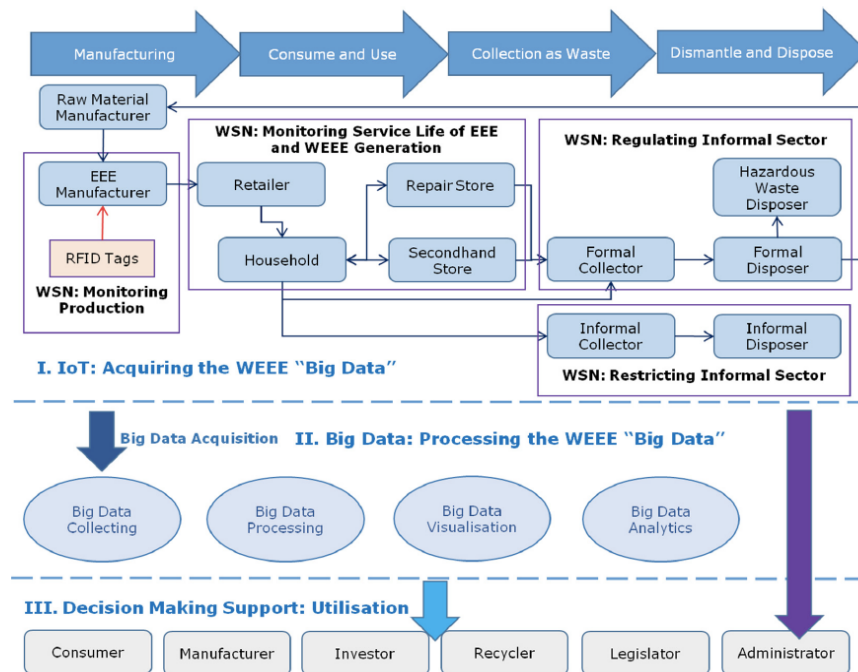 Manufacturing
Consume and Use
Collection as Waste
Dismantle and Dispose
Raw Material
Manufacturer
WSN: Monitoring Service Life of EEE
and WEEE Generation
WSN: Regulating Informal Sector
EEE
Manufacturer
Retailer
Repair Store
Hazardous
Waste
Disposer
RFID Tags
Household
Secondhand
Store
Formal
Collector
Formal
Disposer
WSN: Monitoring
Production
Informal
Collector
Informal
Disposer
WSN: Restricting Informal Sector
I. IoT: Acquiring the WEEE “Big Data”
Big Data Acquisition
II. Big Data: Processing the WEEE “Big Data”
Big Data
Collecting
Big Data
Processing
Big Data
Visualisation
Big Data
Analytics
III. Decision Making Support: Utilisation
Consumer
Manufacturer
Investor
Recycler
Legislator
Administrator